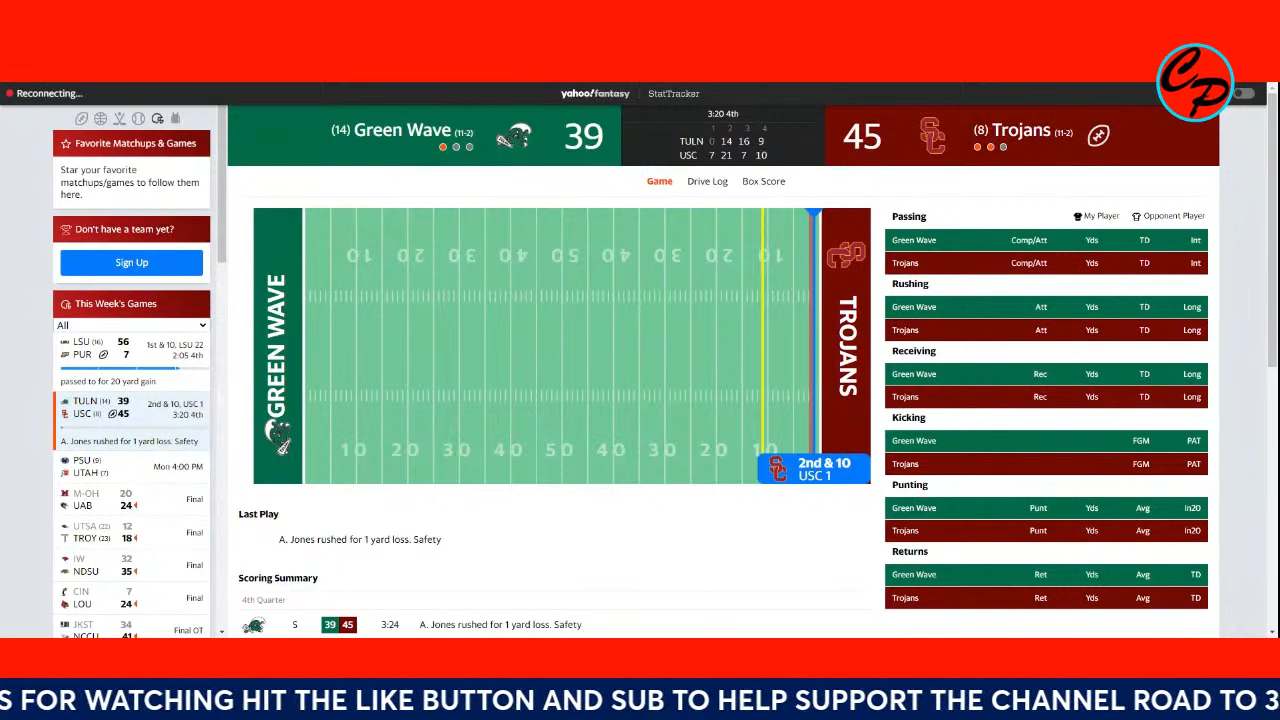 CP
Reconnecting...
yahoo!fantasy StatTracker
Favorite Matchups & Games
Star your favorite
matchups/games to follow them
here.
Don't have a team yet?
Sign Up
This Week's Games
All
LSU (16) 56 1st & 10, LSU 22
PUR 7 2:05 4th
passed to for 20 yard gain
TULN (14) 39 2nd & 10, USC 1
USC (8) 45 3:20 4th
A. Jones rushed for 1 yard loss. Safety
PSU (9) Mon 4:00 PM
UTAH (7)
M-OH 20 Final
UAB 24
UTSA (22) 12 Final
TROY (23) 18
IW 32 Final
NDSU 35
CIN 7 Final
LOU 24
JKST 34 Final OT
NCCU 41
(14) Green Wave (11-2) 39
3:20 4th
1 2 3 4
TULN 0 14 16 9
USC 7 21 7 10
45 SC (8) Trojans (11-2)
Game Drive Log Box Score
GREEN WAVE
10 20 30 40 50 40 30 20 10
10 20 30 40 50 40 30 20 10
SC TROJANS
SC 2nd & 10
USC 1
Last Play
A. Jones rushed for 1 yard loss. Safety
Scoring Summary
4th Quarter
S 39 45 3:24 A. Jones rushed for 1 yard loss. Safety
Passing My Player Opponent Player
Green Wave Comp/Att Yds TD Int
Trojans Comp/Att Yds TD Int
Rushing
Green Wave Att Yds TD Long
Trojans Att Yds TD Long
Receiving
Green Wave Rec Yds TD Long
Trojans Rec Yds TD Long
Kicking
Green Wave FGM PAT
Trojans FGM PAT
Punting
Green Wave Punt Yds Avg In20
Trojans Punt Yds Avg In20
Returns
Green Wave Ret Yds Avg TD
Trojans Ret Yds Avg TD
S FOR WATCHING HIT THE LIKE BUTTON AND SUB TO HELP SUPPORT THE CHANNEL ROAD TO 3